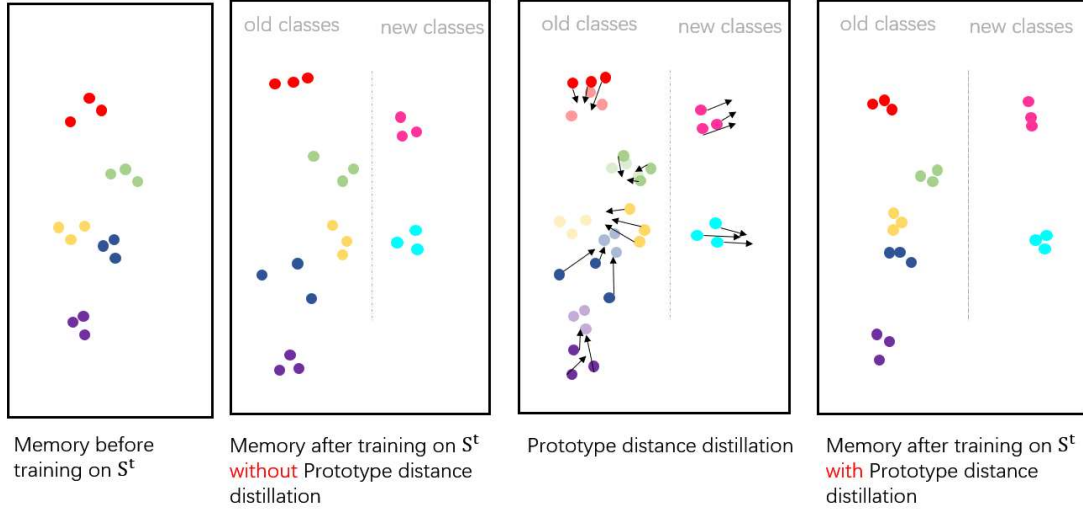 old classes
new classes
old classes
new classes
old classes
new classes
Memory before
training on Sᵗ
Memory after training on Sᵗ
without Prototype distance
distillation
Prototype distance distillation
Memory after training on Sᵗ
with Prototype distance
distillation